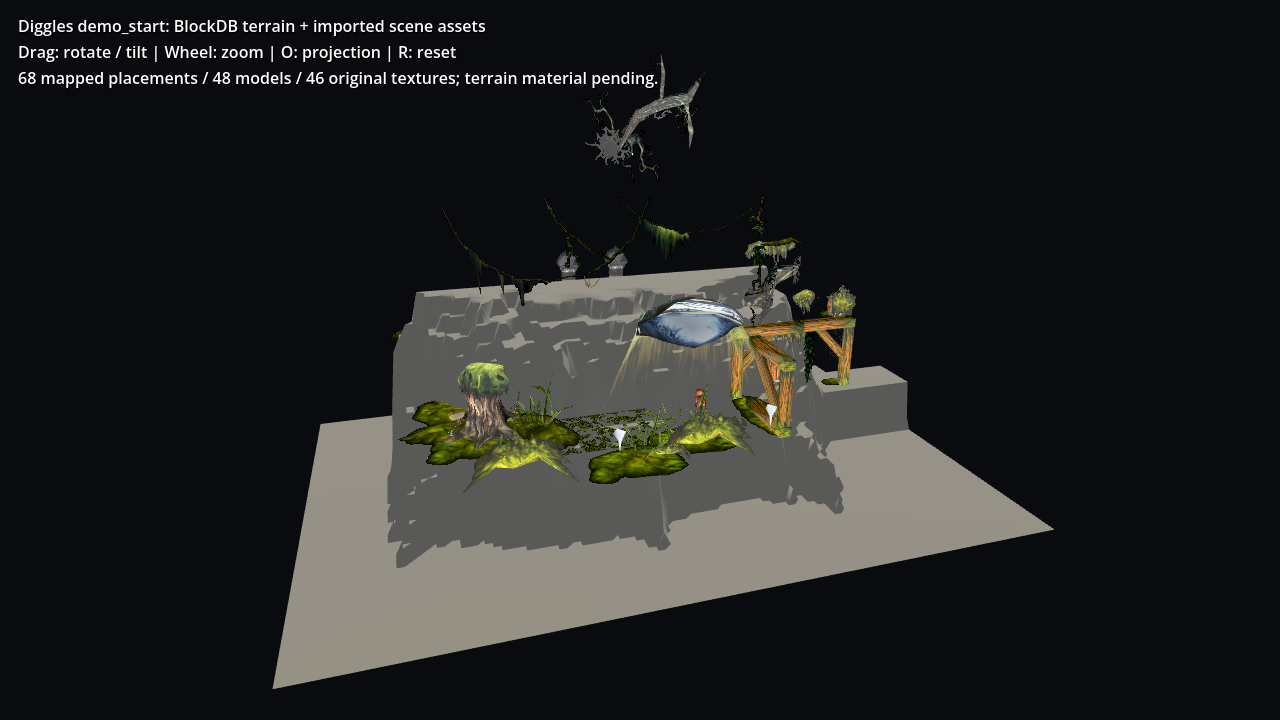 Diggles demo_start: BlockDB terrain + imported scene assets
Drag: rotate / tilt | Wheel: zoom | O: projection | R: reset
68 mapped placements / 48 models / 46 original textures; terrain material pending.